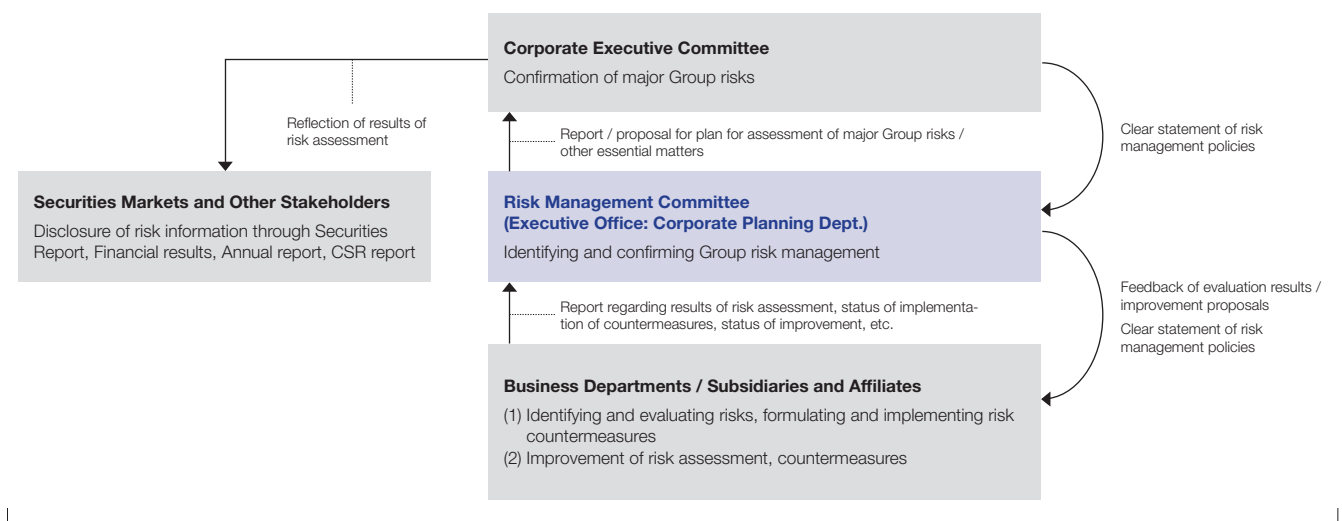 Corporate Executive Committee
Confirmation of major Group risks
Reflection of results of
risk assessment
Report / proposal for plan for assessment of major Group risks /
other essential matters
Clear statement of risk
management policies
Securities Markets and Other Stakeholders
Disclosure of risk information through Securities
Report, Financial results, Annual report, CSR report
Risk Management Committee
(Executive Office: Corporate Planning Dept.)
Identifying and confirming Group risk management
Report regarding results of risk assessment, status of implementa-
tion of countermeasures, status of improvement, etc.
Feedback of evaluation results /
improvement proposals
Clear statement of risk
management policies
Business Departments / Subsidiaries and Affiliates
(1) Identifying and evaluating risks, formulating and implementing risk
countermeasures
(2) Improvement of risk assessment, countermeasures